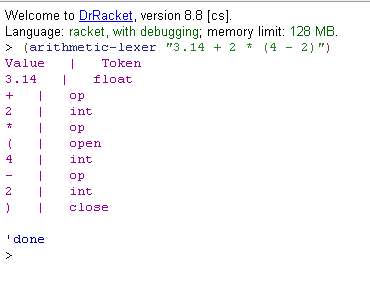 Welcome to DrRacket, version 8.8 [cs].
Language: racket, with debugging; memory limit: 128 MB.
> (arithmetic-lexer "3.14 + 2 * (4 - 2)")
Value   |   Token
3.14   |   float
+   |   op
2   |   int
*   |   op
(   |   open
4   |   int
-   |   op
2   |   int
)   |   close

'done
>